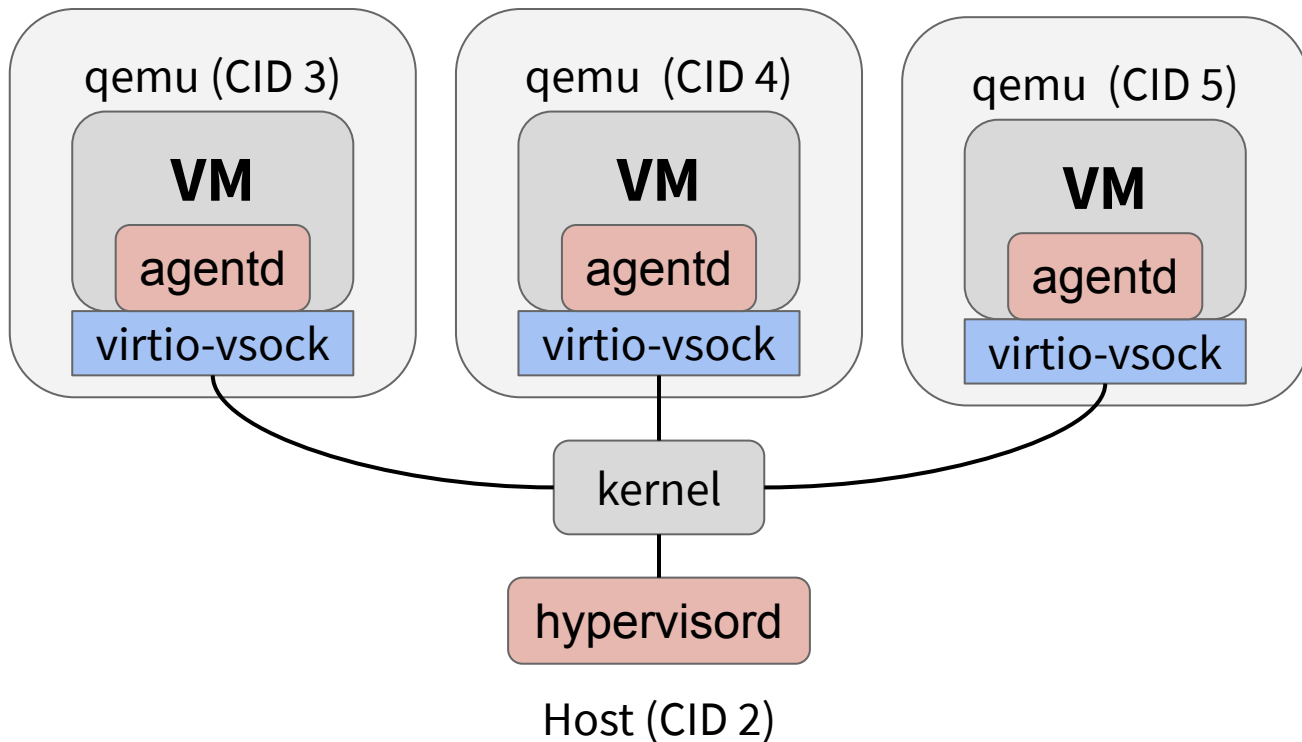 qemu (CID 3)
VM
agentd
virtio-vsock
qemu (CID 4)
VM
agentd
virtio-vsock
qemu (CID 5)
VM
agentd
virtio-vsock
kernel
hypervisord
Host (CID 2)